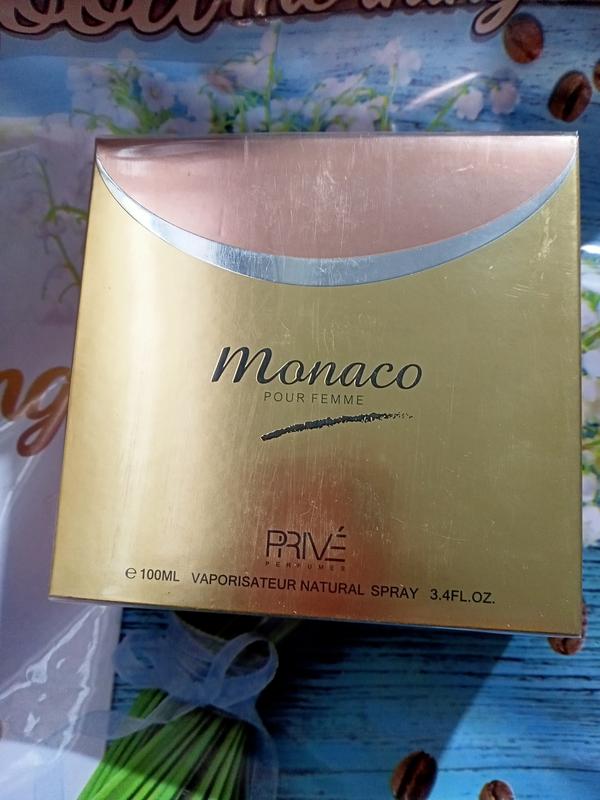 Monaco
POUR FEMME
PRIVÉ
PERFUMES
℮ 100ML VAPORISATEUR NATURAL SPRAY 3.4FL.OZ.